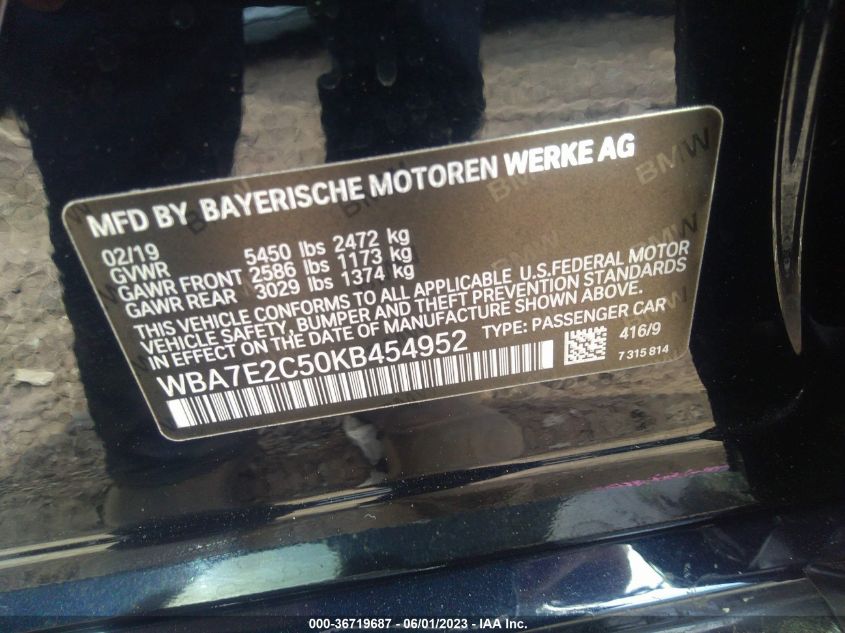 MFD BY BAYERISCHE MOTOREN WERKE AG
02/19
GVWR 5450 lbs 2472 kg
GAWR FRONT 2586 lbs 1173 kg
GAWR REAR 3029 lbs 1374 kg
THIS VEHICLE CONFORMS TO ALL APPLICABLE U.S.FEDERAL MOTOR
VEHICLE SAFETY, BUMPER AND THEFT PREVENTION STANDARDS
IN EFFECT ON THE DATE OF MANUFACTURE SHOWN ABOVE.
WBA7E2C50KB454952 TYPE: PASSENGER CAR
416/9
7 315 814
000-36719687 - 06/01/2023 - IAA Inc.